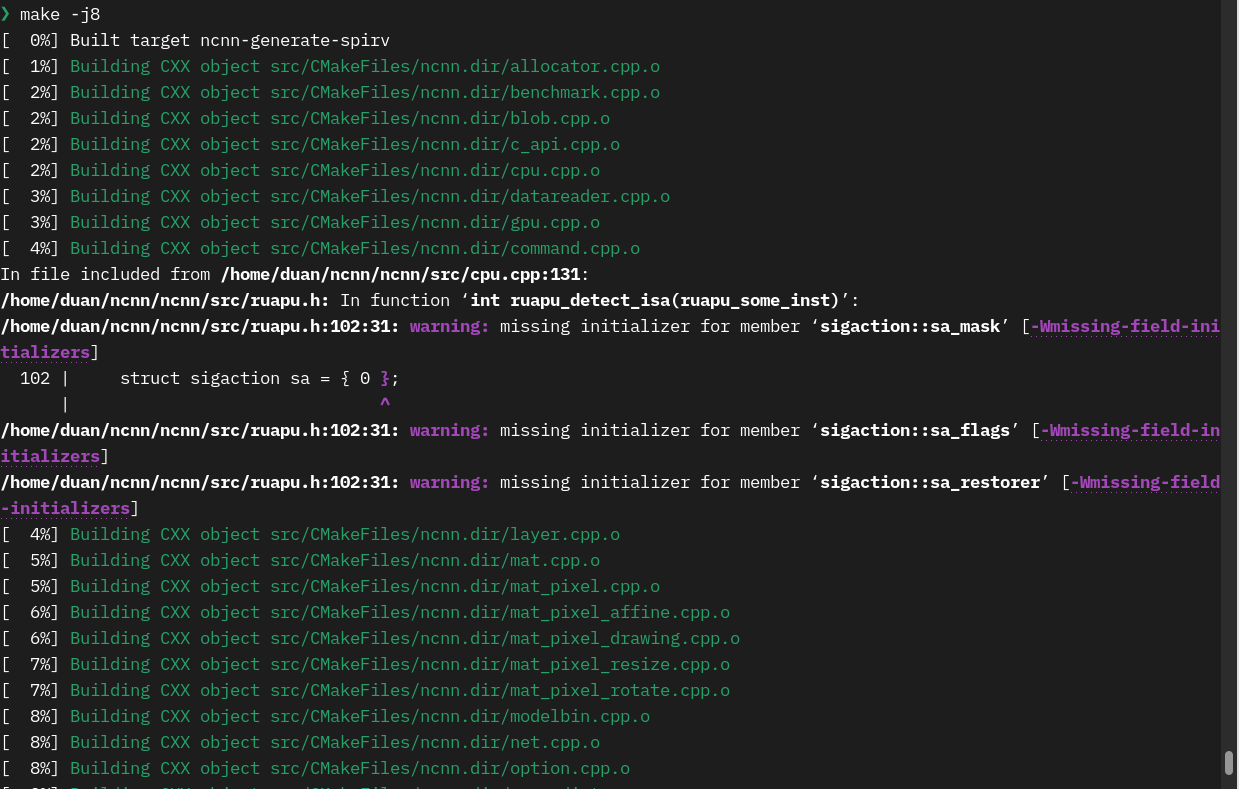 ❯ make -j8
[  0%] Built target ncnn-generate-spirv
[  1%] Building CXX object src/CMakeFiles/ncnn.dir/allocator.cpp.o
[  2%] Building CXX object src/CMakeFiles/ncnn.dir/benchmark.cpp.o
[  2%] Building CXX object src/CMakeFiles/ncnn.dir/blob.cpp.o
[  2%] Building CXX object src/CMakeFiles/ncnn.dir/c_api.cpp.o
[  2%] Building CXX object src/CMakeFiles/ncnn.dir/cpu.cpp.o
[  3%] Building CXX object src/CMakeFiles/ncnn.dir/datareader.cpp.o
[  3%] Building CXX object src/CMakeFiles/ncnn.dir/gpu.cpp.o
[  4%] Building CXX object src/CMakeFiles/ncnn.dir/command.cpp.o
In file included from /home/duan/ncnn/ncnn/src/cpu.cpp:131:
/home/duan/ncnn/ncnn/src/ruapu.h: In function ‘int ruapu_detect_isa(ruapu_some_inst)’:
/home/duan/ncnn/ncnn/src/ruapu.h:102:31: warning: missing initializer for member ‘sigaction::sa_mask’ [-Wmissing-field-ini
tializers]
  102 |     struct sigaction sa = { 0 };
      |                               ^
/home/duan/ncnn/ncnn/src/ruapu.h:102:31: warning: missing initializer for member ‘sigaction::sa_flags’ [-Wmissing-field-in
itializers]
/home/duan/ncnn/ncnn/src/ruapu.h:102:31: warning: missing initializer for member ‘sigaction::sa_restorer’ [-Wmissing-field
-initializers]
[  4%] Building CXX object src/CMakeFiles/ncnn.dir/layer.cpp.o
[  5%] Building CXX object src/CMakeFiles/ncnn.dir/mat.cpp.o
[  5%] Building CXX object src/CMakeFiles/ncnn.dir/mat_pixel.cpp.o
[  6%] Building CXX object src/CMakeFiles/ncnn.dir/mat_pixel_affine.cpp.o
[  6%] Building CXX object src/CMakeFiles/ncnn.dir/mat_pixel_drawing.cpp.o
[  7%] Building CXX object src/CMakeFiles/ncnn.dir/mat_pixel_resize.cpp.o
[  7%] Building CXX object src/CMakeFiles/ncnn.dir/mat_pixel_rotate.cpp.o
[  8%] Building CXX object src/CMakeFiles/ncnn.dir/modelbin.cpp.o
[  8%] Building CXX object src/CMakeFiles/ncnn.dir/net.cpp.o
[  8%] Building CXX object src/CMakeFiles/ncnn.dir/option.cpp.o